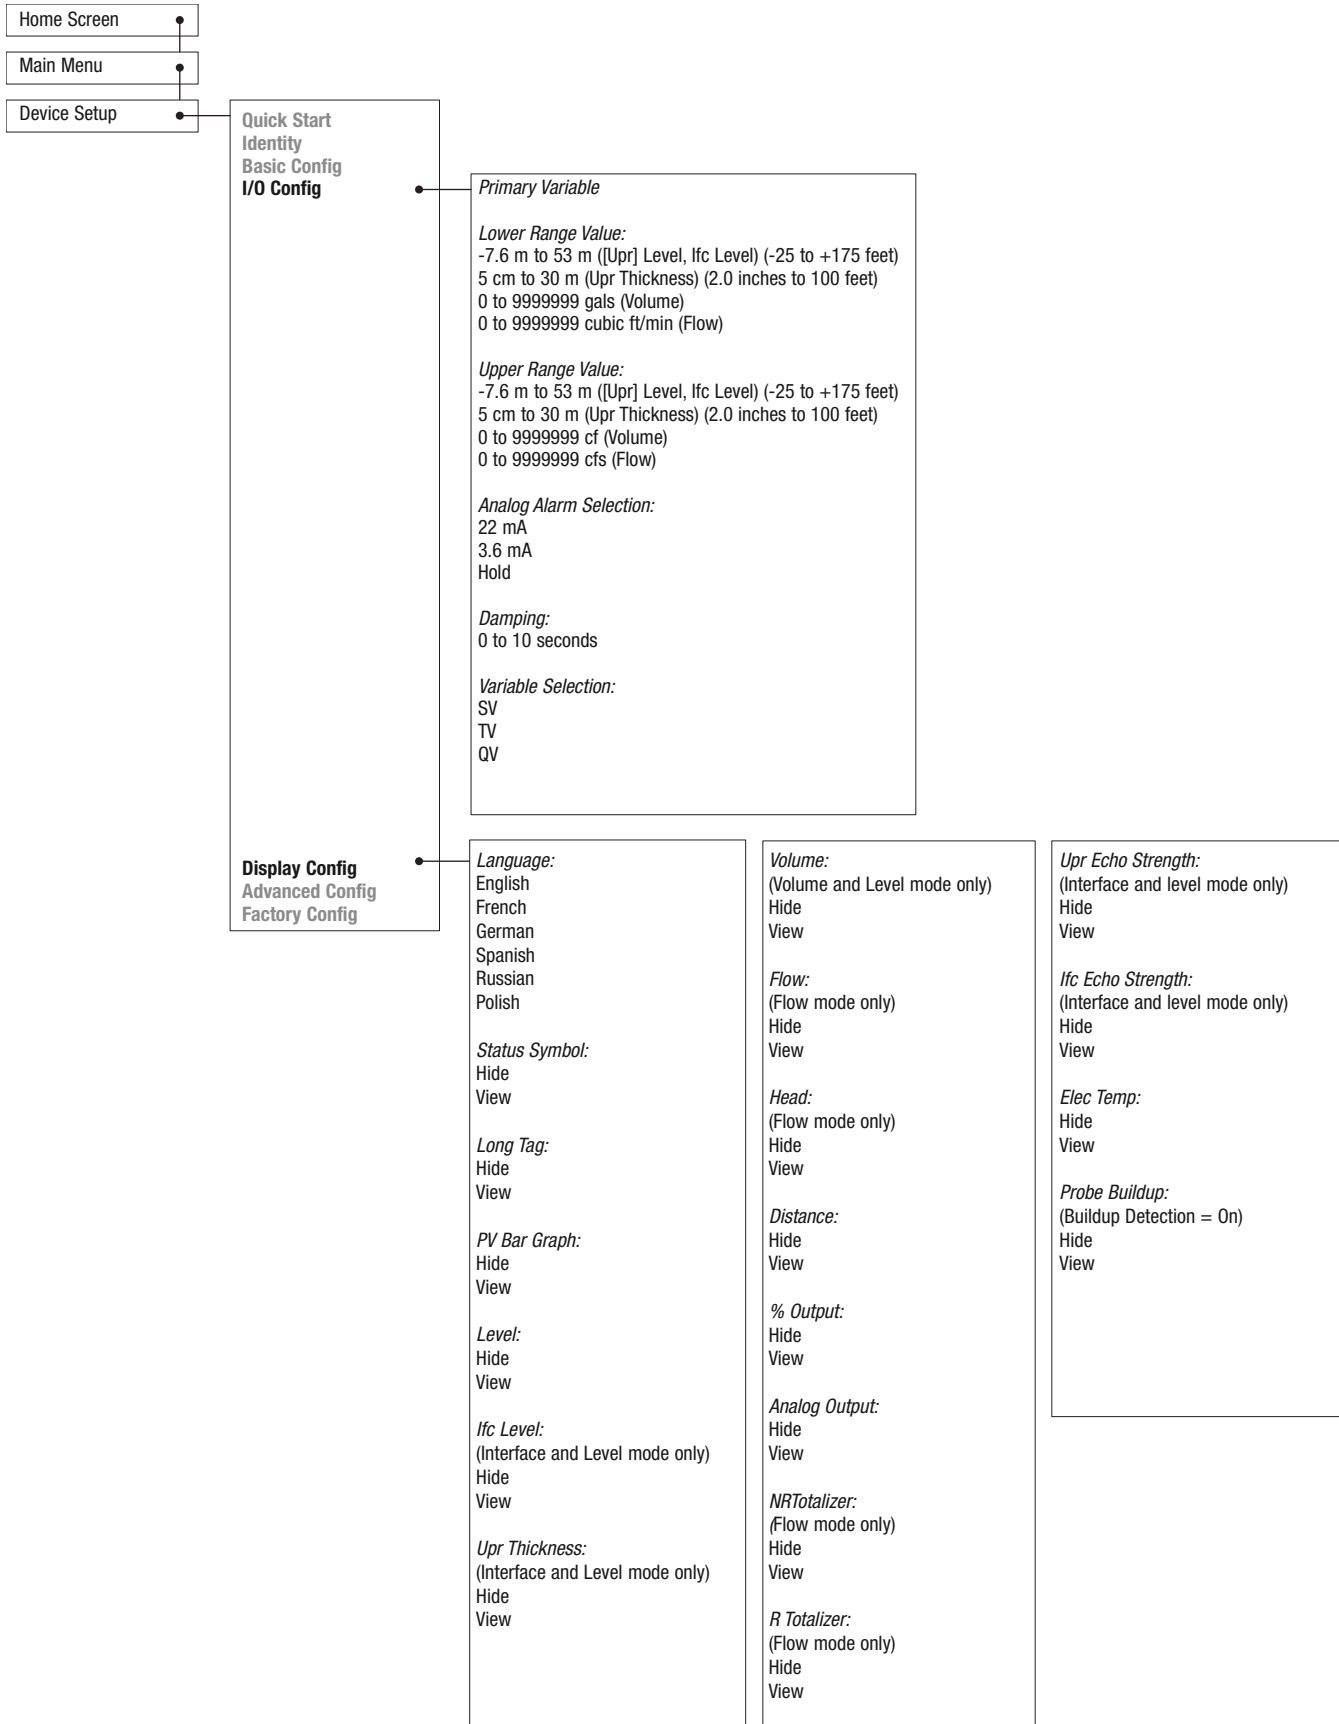 Home Screen
Main Menu
Device Setup
Quick Start
Identity
Basic Config
I/O Config
Primary Variable
Lower Range Value:
-7.6 m to 53 m ([Upr] Level, Ifc Level) (-25 to +175 feet)
5 cm to 30 m (Upr Thickness) (2.0 inches to 100 feet)
0 to 9999999 gals (Volume)
0 to 9999999 cubic ft/min (Flow)
Upper Range Value:
-7.6 m to 53 m ([Upr] Level, Ifc Level) (-25 to +175 feet)
5 cm to 30 m (Upr Thickness) (2.0 inches to 100 feet)
0 to 9999999 cf (Volume)
0 to 9999999 cfs (Flow)
Analog Alarm Selection:
22 mA
3.6 mA
Hold
Damping:
0 to 10 seconds
Variable Selection:
SV
TV
QV
Display Config
Advanced Config
Factory Config
Language:
English
French
German
Spanish
Russian
Polish
Status Symbol:
Hide
View
Long Tag:
Hide
View
PV Bar Graph:
Hide
View
Level:
Hide
View
Ifc Level:
(Interface and Level mode only)
Hide
View
Upr Thickness:
(Interface and Level mode only)
Hide
View
Volume:
(Volume and Level mode only)
Hide
View
Flow:
(Flow mode only)
Hide
View
Head:
(Flow mode only)
Hide
View
Distance:
Hide
View
% Output:
Hide
View
Analog Output:
Hide
View
NRTotalizer:
(Flow mode only)
Hide
View
R Totalizer:
(Flow mode only)
Hide
View
Upr Echo Strength:
(Interface and level mode only)
Hide
View
Ifc Echo Strength:
(Interface and level mode only)
Hide
View
Elec Temp:
Hide
View
Probe Buildup:
(Buildup Detection = On)
Hide
View